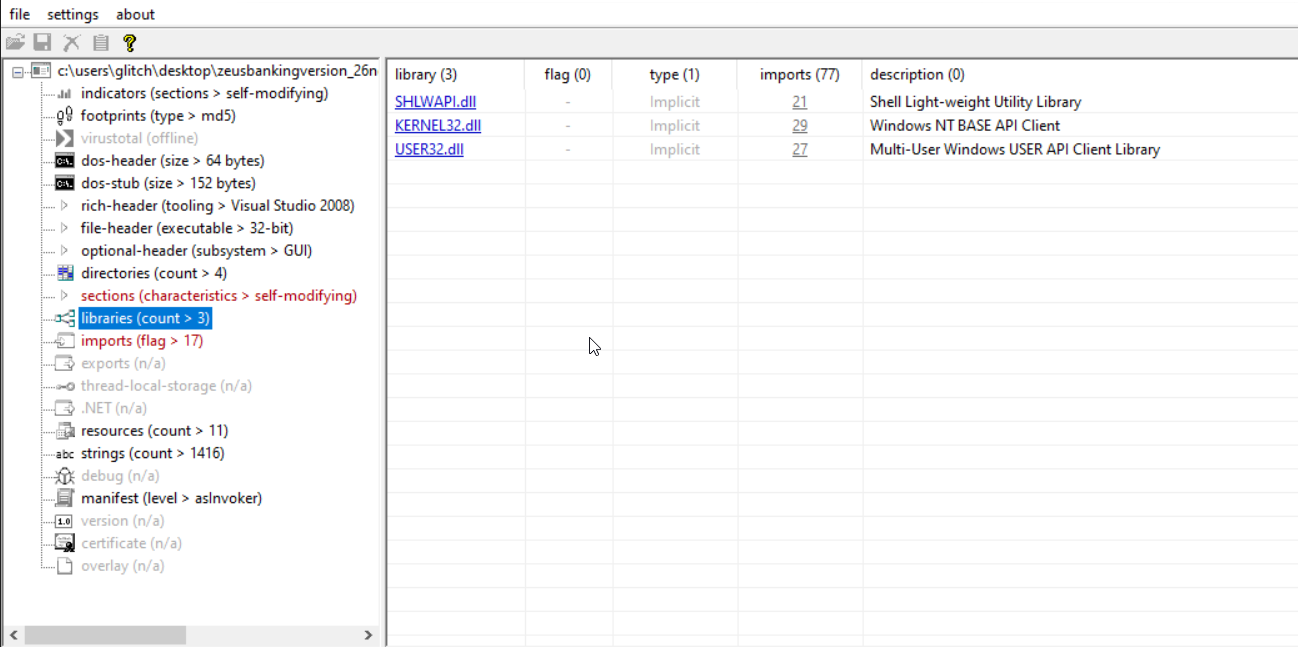 file settings about
c:\users\glitch\desktop\zeusbankingversion_26n
indicators (sections > self-modifying)
footprints (type > md5)
virustotal (offline)
dos-header (size > 64 bytes)
dos-stub (size > 152 bytes)
rich-header (tooling > Visual Studio 2008)
file-header (executable > 32-bit)
optional-header (subsystem > GUI)
directories (count > 4)
sections (characteristics > self-modifying)
libraries (count > 3)
imports (flag > 17)
exports (n/a)
thread-local-storage (n/a)
.NET (n/a)
resources (count > 11)
abc strings (count > 1416)
debug (n/a)
manifest (level > asInvoker)
1.0 version (n/a)
certificate (n/a)
overlay (n/a)
library (3) flag (0) type (1) imports (77) description (0)
SHLWAPI.dll - Implicit 21 Shell Light-weight Utility Library
KERNEL32.dll - Implicit 29 Windows NT BASE API Client
USER32.dll - Implicit 27 Multi-User Windows USER API Client Library